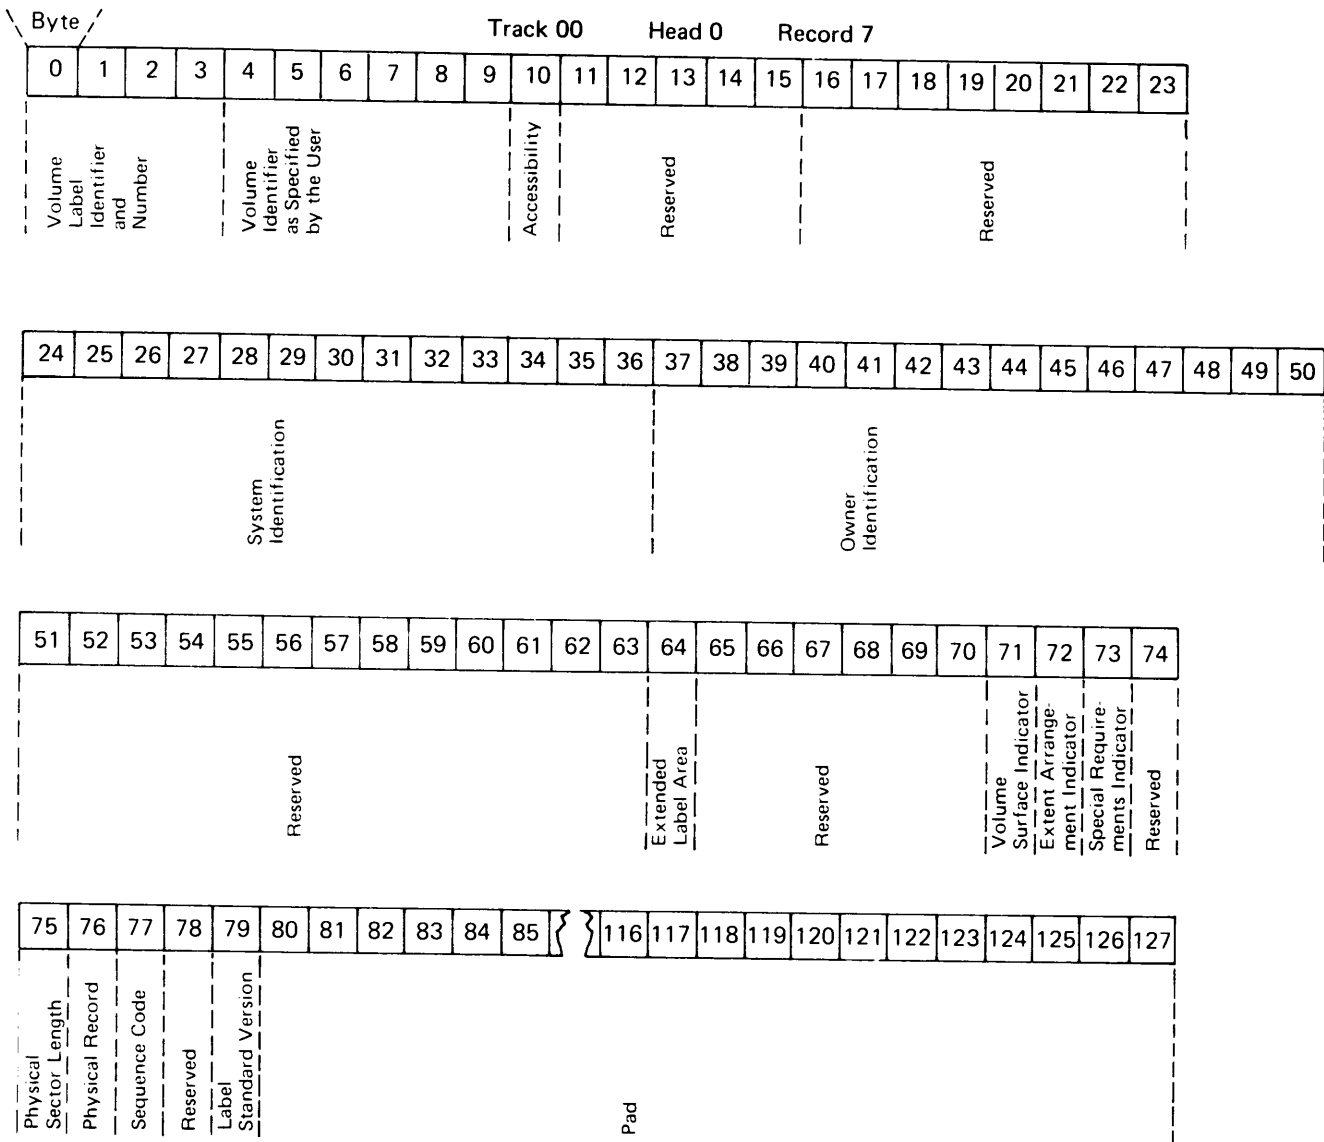 Byte
Track 00 Head 0 Record 7
0 1 2 3 4 5 6 7 8 9 10 11 12 13 14 15 16 17 18 19 20 21 22 23
Volume
Label
Identifier
and
Number
Volume
Identifier
as Specified
by the User
Accessibility
Reserved
Reserved
24 25 26 27 28 29 30 31 32 33 34 35 36 37 38 39 40 41 42 43 44 45 46 47 48 49 50
System
Identification
Owner
Identification
51 52 53 54 55 56 57 58 59 60 61 62 63 64 65 66 67 68 69 70 71 72 73 74
Reserved
Extended
Label Area
Reserved
Volume
Surface Indicator
Extent Arrange-
ment Indicator
Special Require-
ments Indicator
Reserved
75 76 77 78 79 80 81 82 83 84 85 116 117 118 119 120 121 122 123 124 125 126 127
Physical
Sector Length
Physical Record
Sequence Code
Reserved
Label
Standard Version
Pad